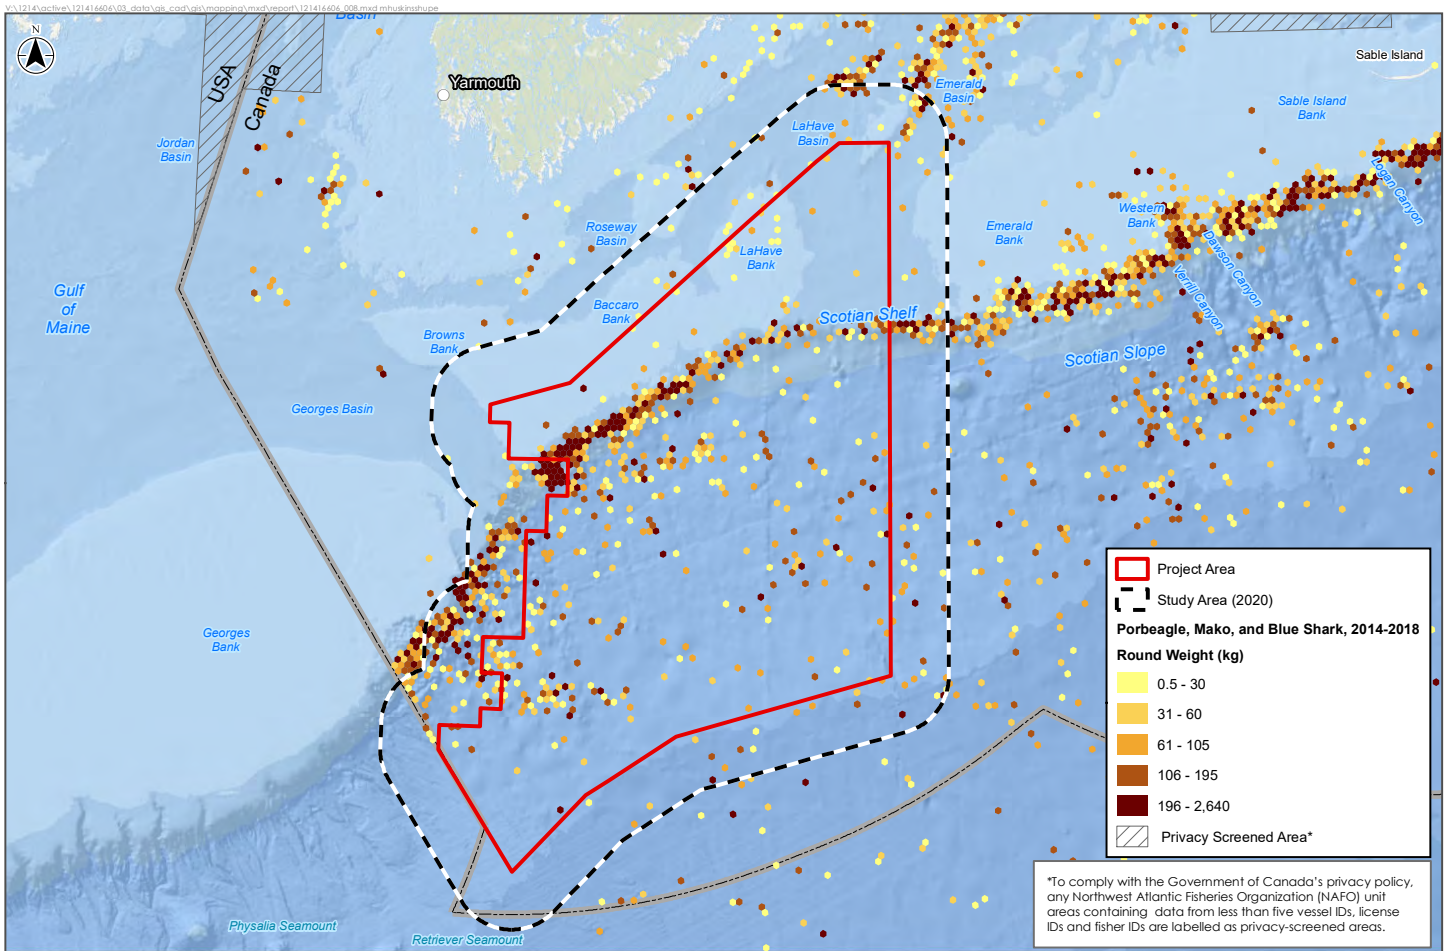 V:\1214\active\121416606\03_data\gis_cad\gis\mapping\mxd\report\121416606_008.mxd mhuskinshupe
Basin
N
USA
Canada
Yarmouth
Sable Island
Emerald
Basin
Sable Island
Bank
LaHave
Basin
Jordan
Basin
Logan Canyon
Western
Bank
Roseway
Basin
Emerald
Bank
Dawson Canyon
LaHave
Bank
Verrill Canyon
Gulf
of
Maine
Baccaro
Bank
Scotian Shelf
Browns
Bank
Scotian Slope
Georges Basin
Georges
Bank
Physalia Seamount
Retriever Seamount
Project Area
Study Area (2020)
Porbeagle, Mako, and Blue Shark, 2014-2018
Round Weight (kg)
0.5 - 30
31 - 60
61 - 105
106 - 195
196 - 2,640
Privacy Screened Area*
*To comply with the Government of Canada's privacy policy,
any Northwest Atlantic Fisheries Organization (NAFO) unit
areas containing data from less than five vessel IDs, license
IDs and fisher IDs are labelled as privacy-screened areas.